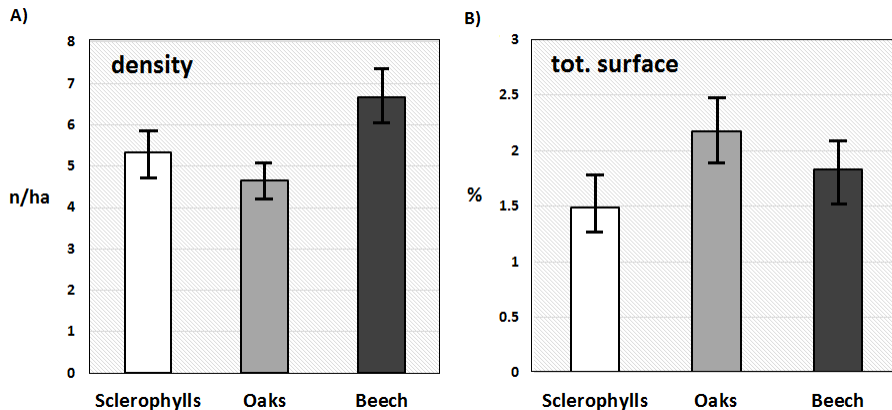 A)
density
8
7
6
5
4
3
2
1
0
n/ha
Sclerophylls Oaks Beech
B)
tot. surface
3
2.5
2
1.5
1
0.5
0
%
Sclerophylls Oaks Beech